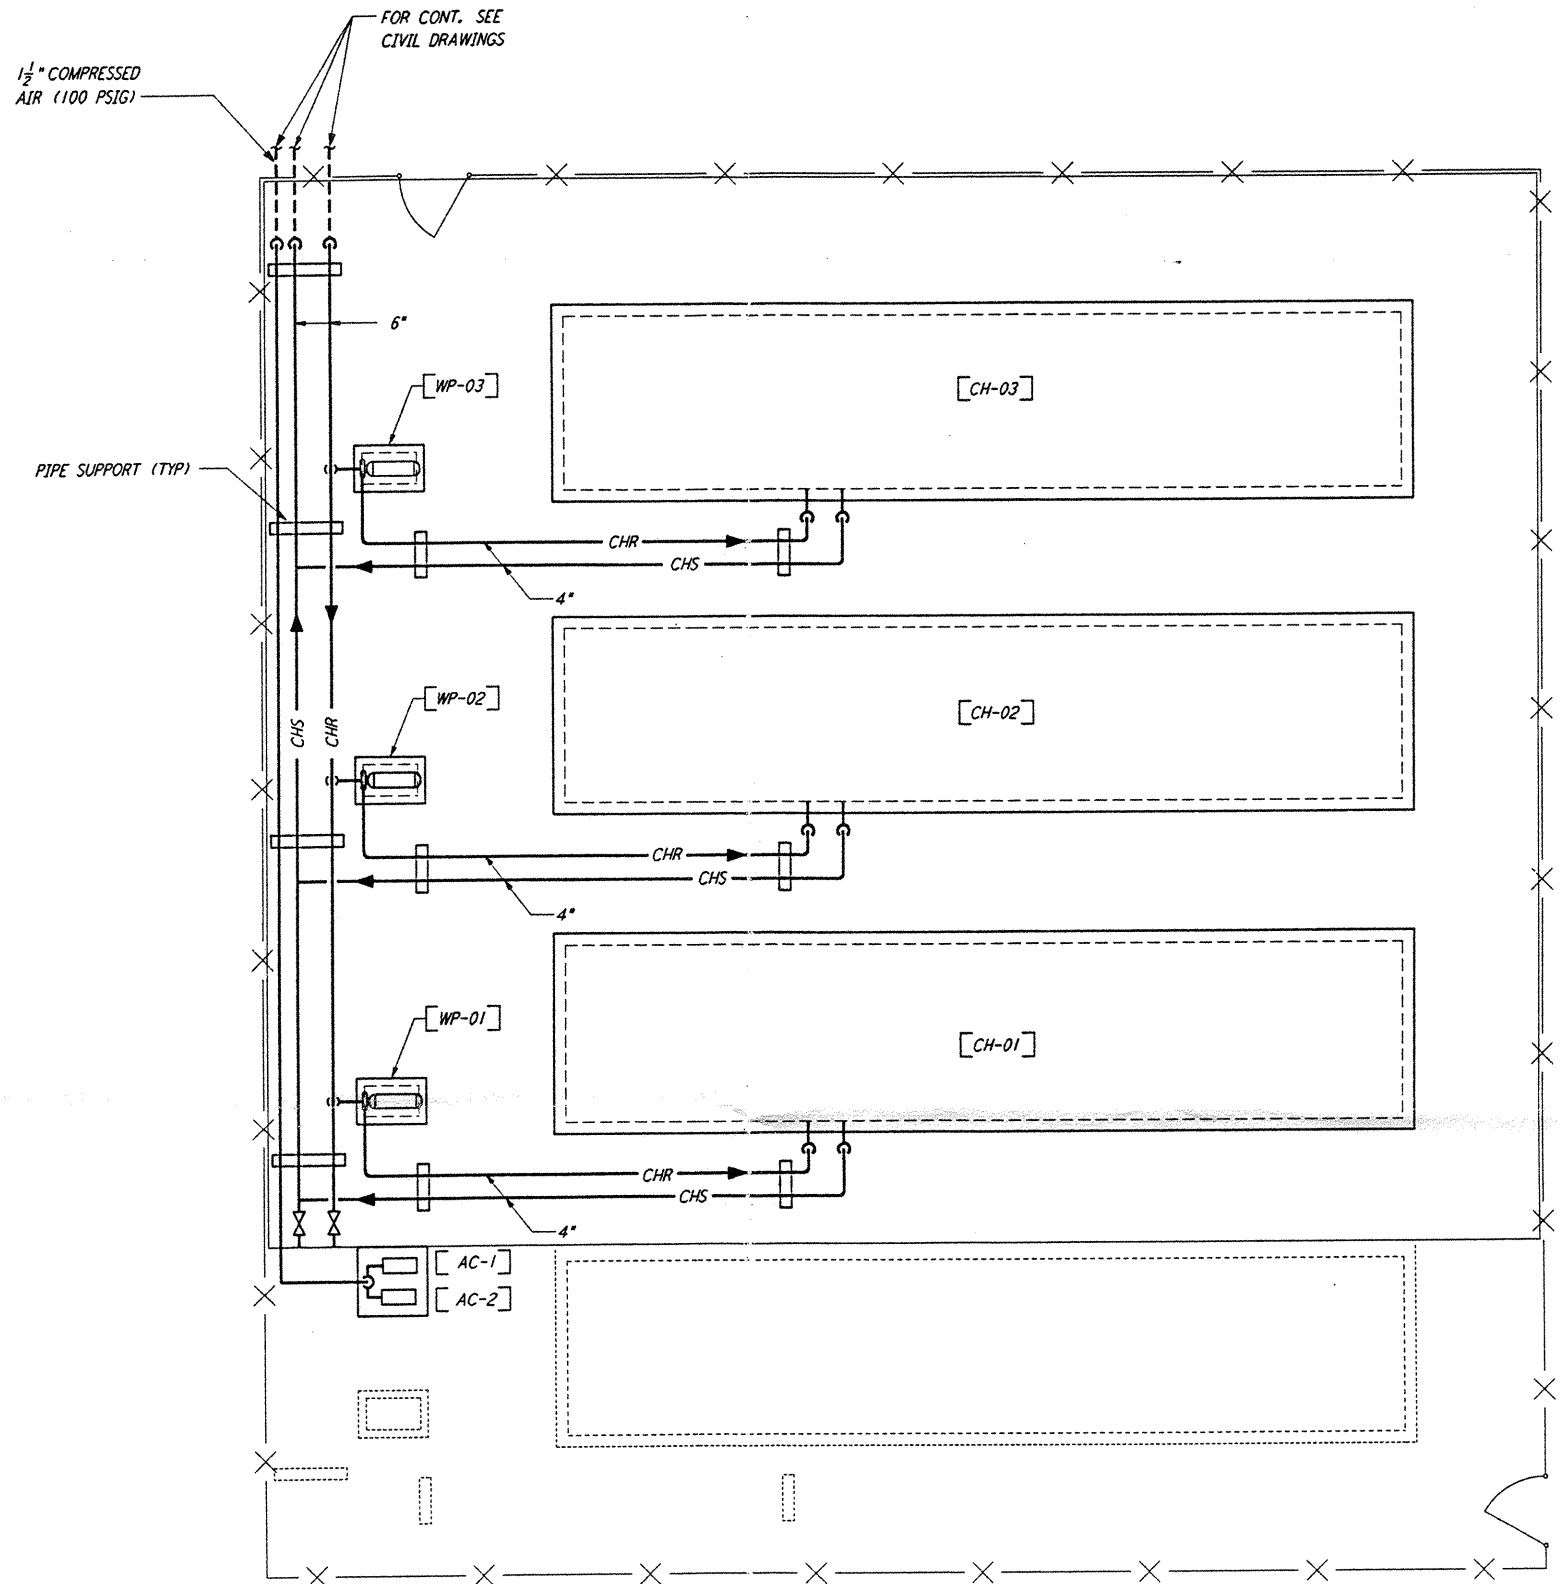 FOR CONT. SEE
CIVIL DRAWINGS
1 1/2" COMPRESSED
AIR (100 PSIG)
6"
[WP-03]
[CH-03]
PIPE SUPPORT (TYP)
CHR
CHS
4"
[WP-02]
[CH-02]
CHS
CHR
CHR
CHS
4"
[WP-01]
[CH-01]
CHR
CHS
4"
[AC-1]
[AC-2]